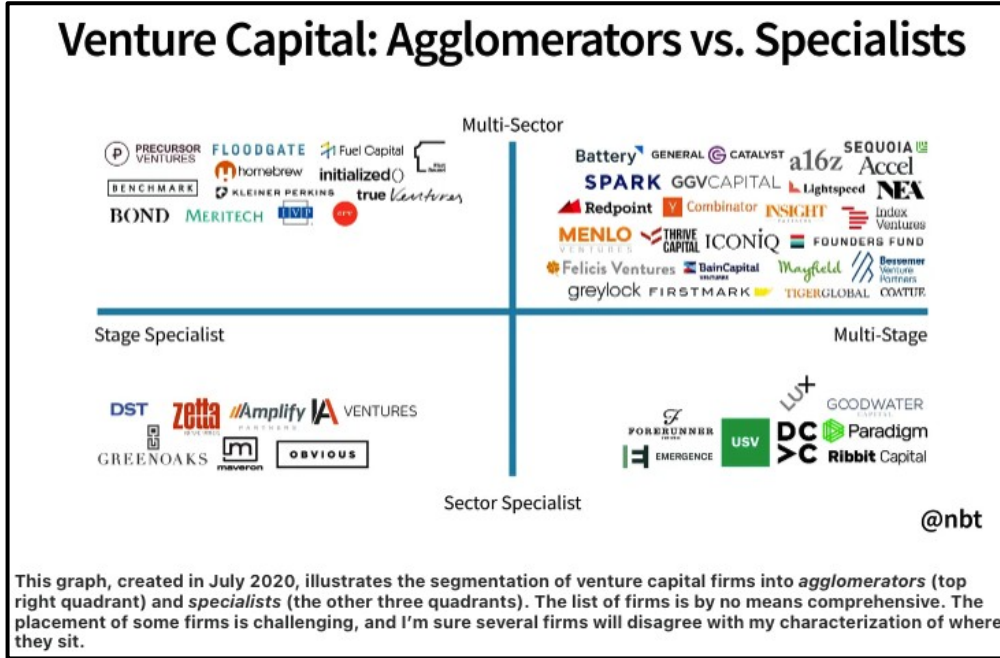 Venture Capital: Agglomerators vs. Specialists
Multi-Sector
PRECURSOR VENTURES
FLOODGATE
Fuel Capital
homebrew
initialized()
BENCHMARK
KLEINER PERKINS
true Ventures
BOND
MERITECH
IVP
Battery
GENERAL CATALYST
a16z
SEQUOIA
Accel
SPARK
GGVCAPITAL
Lightspeed
NEA
Redpoint
Y Combinator
INSIGHT
Index Ventures
MENLO VENTURES
THRIVE CAPITAL
ICONIQ
FOUNDERS FUND
Felicis Ventures
BainCapital VENTURES
Mayfield
Bessemer Venture Partners
greylock
FIRSTMARK
TIGERGLOBAL
COATUE
Stage Specialist
Multi-Stage
DST
zetta
Amplify PARTNERS
IA VENTURES
GREENOAKS
m maveron
OBVIOUS
LUX
GOODWATER CAPITAL
F FORERUNNER
USV
DCVC
Paradigm
EMERGENCE
Ribbit Capital
Sector Specialist
@nbt
This graph, created in July 2020, illustrates the segmentation of venture capital firms into agglomerators (top
right quadrant) and specialists (the other three quadrants). The list of firms is by no means comprehensive. The
placement of some firms is challenging, and I'm sure several firms will disagree with my characterization of where
they sit.